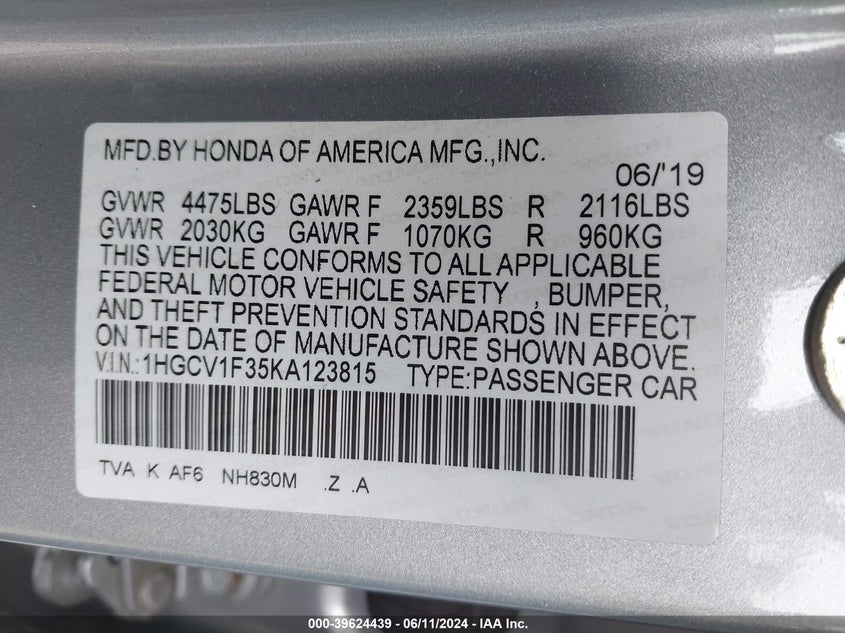 MFD.BY HONDA OF AMERICA MFG.,INC.
06/'19
GVWR 4475LBS GAWR F 2359LBS R 2116LBS
GVWR 2030KG GAWR F 1070KG R 960KG
THIS VEHICLE CONFORMS TO ALL APPLICABLE
FEDERAL MOTOR VEHICLE SAFETY , BUMPER,
AND THEFT PREVENTION STANDARDS IN EFFECT
ON THE DATE OF MANUFACTURE SHOWN ABOVE.
V.I.N.:1HGCV1F35KA123815 TYPE:PASSENGER CAR
TVA K AF6 NH830M .Z .A
000-39624439 - 06/11/2024 - IAA Inc.